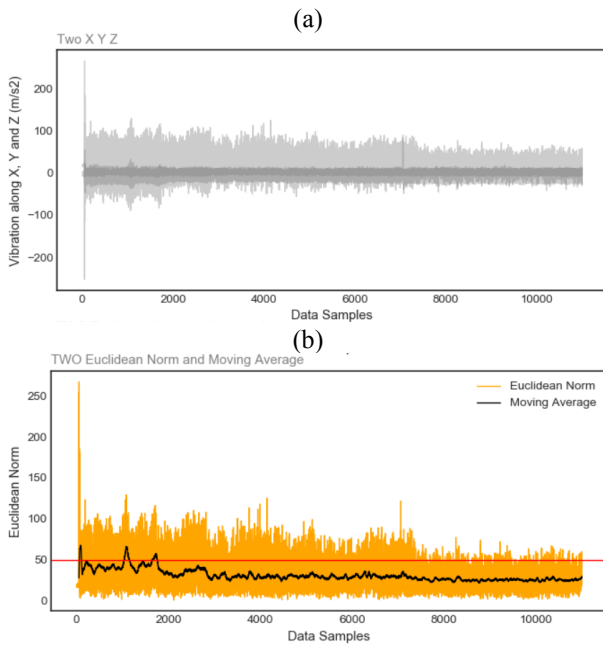 (a)
Two X Y Z
Vibration along X, Y and Z (m/s2)
200
100
0
−100
−200
0 2000 4000 6000 8000 10000
Data Samples
(b)
TWO Euclidean Norm and Moving Average
Euclidean Norm
Moving Average
Euclidean Norm
250
200
150
100
50
0
0 2000 4000 6000 8000 10000
Data Samples